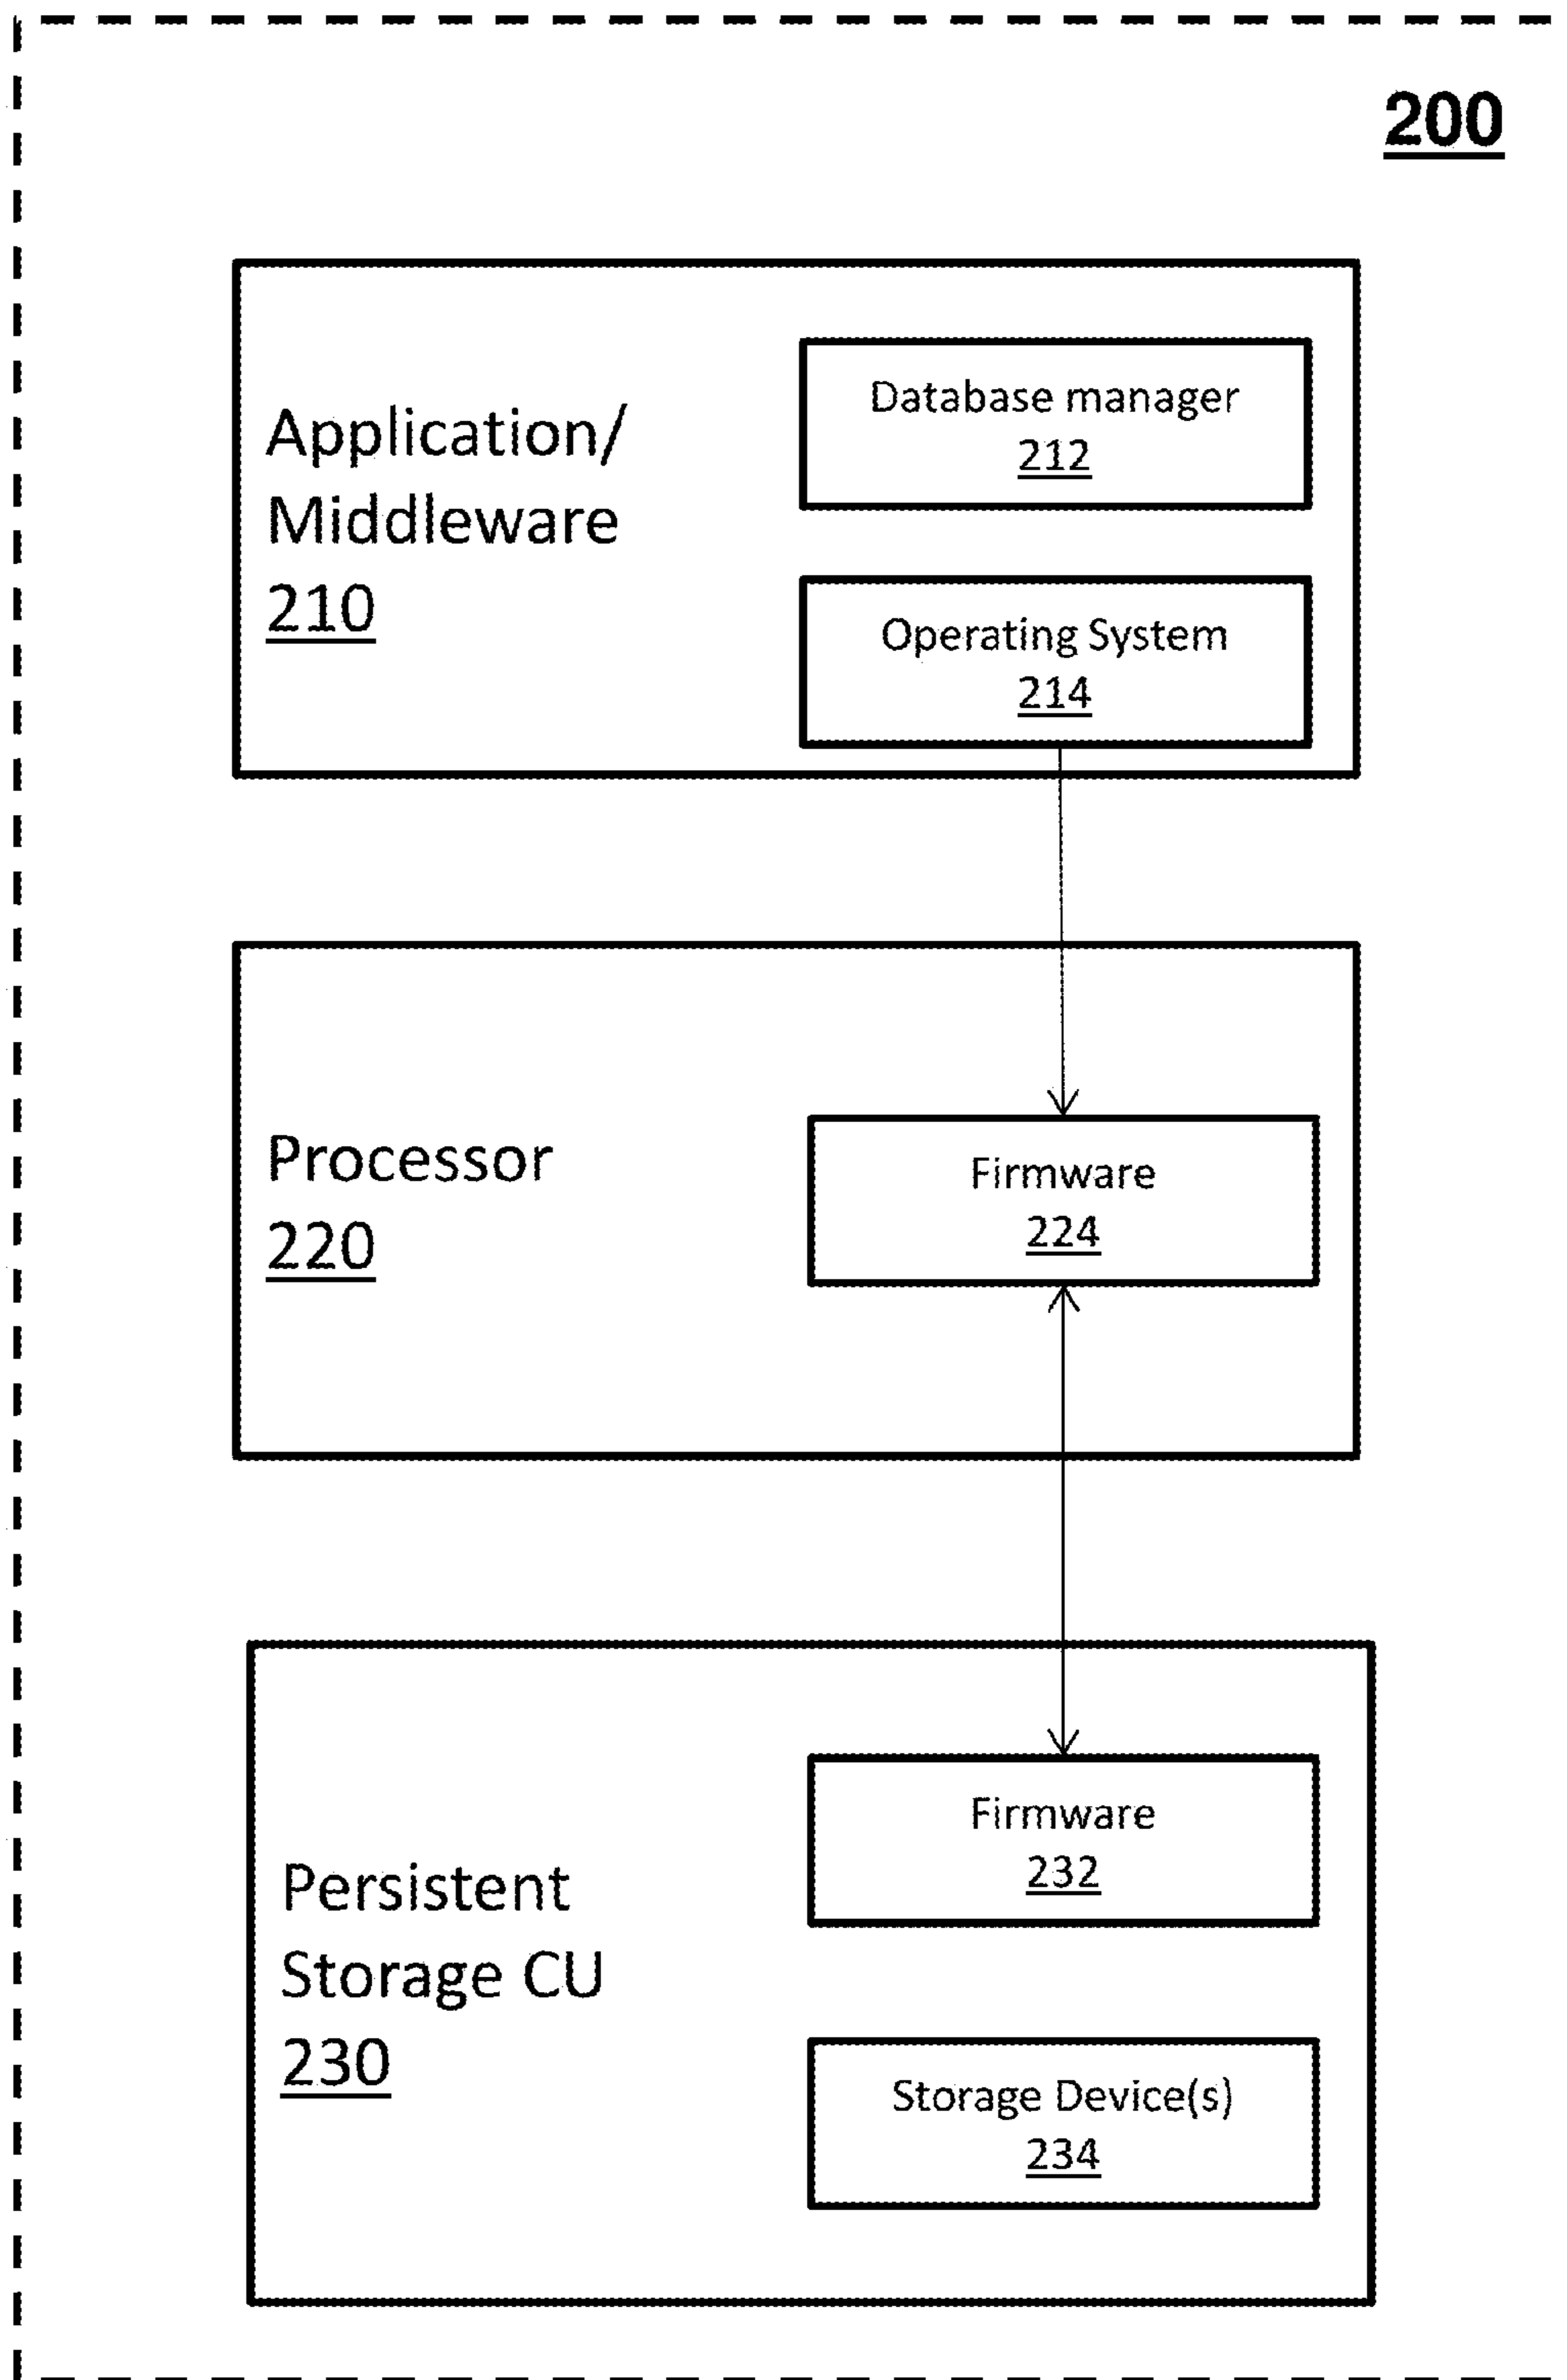 200
Application/
Middleware
210
Database manager
212
Operating System
214
Processor
220
Firmware
224
Persistent
Storage CU
230
Firmware
232
Storage Device(s)
234